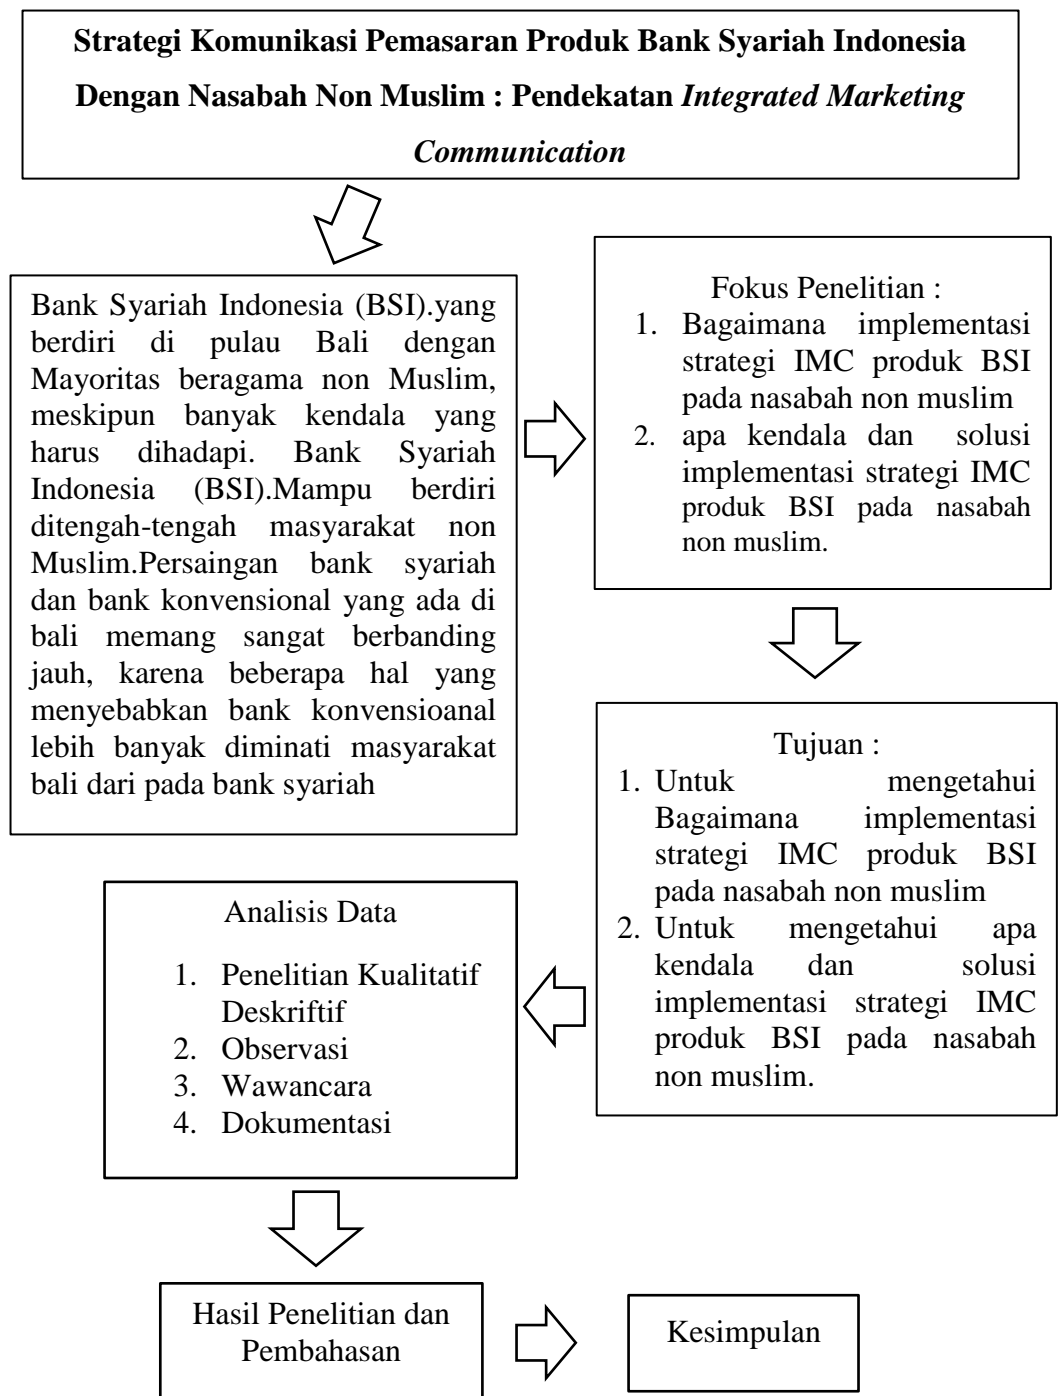 Strategi Komunikasi Pemasaran Produk Bank Syariah Indonesia
Dengan Nasabah Non Muslim : Pendekatan Integrated Marketing
Communication
Bank Syariah Indonesia (BSI).yang
berdiri di pulau Bali dengan
Mayoritas beragama non Muslim,
meskipun banyak kendala yang
harus dihadapi. Bank Syariah
Indonesia (BSI).Mampu berdiri
ditengah-tengah masyarakat non
Muslim.Persaingan bank syariah
dan bank konvensional yang ada di
bali memang sangat berbanding
jauh, karena beberapa hal yang
menyebabkan bank konvensioanal
lebih banyak diminati masyarakat
bali dari pada bank syariah
Fokus Penelitian :
1. Bagaimana implementasi
strategi IMC produk BSI
pada nasabah non muslim
2. apa kendala dan solusi
implementasi strategi IMC
produk BSI pada nasabah
non muslim.
Tujuan :
1. Untuk mengetahui
Bagaimana implementasi
strategi IMC produk BSI
pada nasabah non muslim
2. Untuk mengetahui apa
kendala dan solusi
implementasi strategi IMC
produk BSI pada nasabah
non muslim.
Analisis Data
1. Penelitian Kualitatif
Deskriftif
2. Observasi
3. Wawancara
4. Dokumentasi
Hasil Penelitian dan
Pembahasan
Kesimpulan